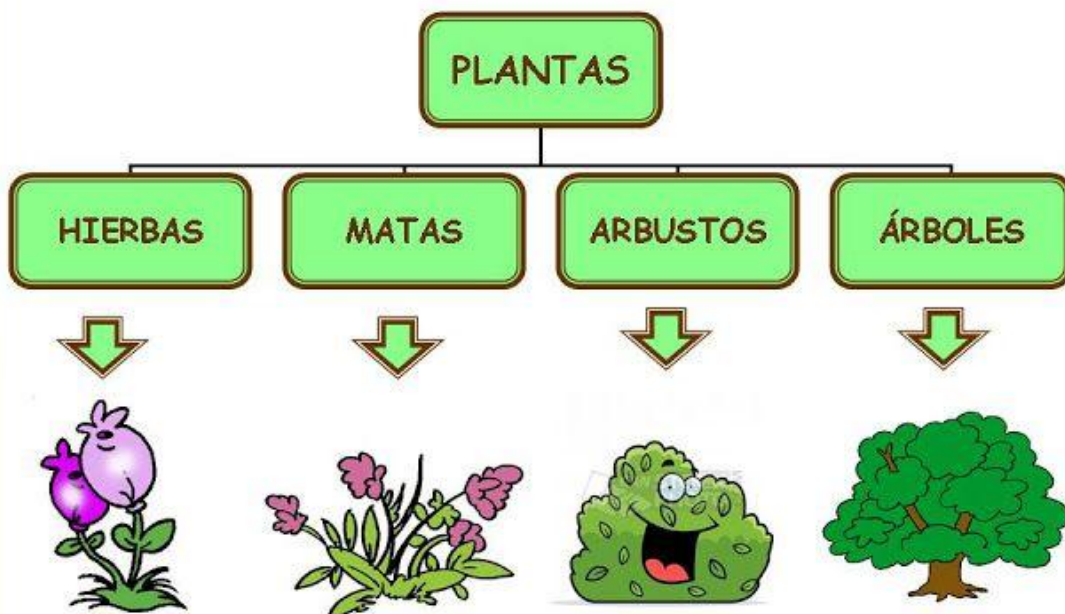 PLANTAS
HIERBAS
MATAS
ARBUSTOS
ÁRBOLES